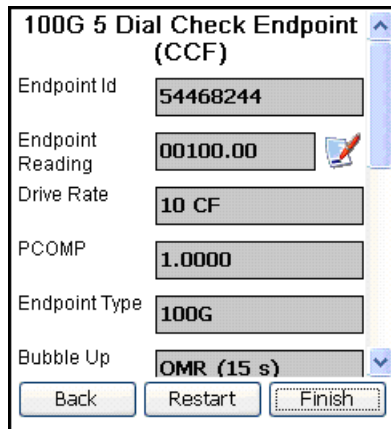 100G 5 Dial Check Endpoint
(CCF)
Endpoint Id
54468244
Endpoint
Reading
00100.00
Drive Rate
10 CF
PCOMP
1.0000
Endpoint Type
100G
Bubble Up
OMR (15 s)
Back
Restart
Finish